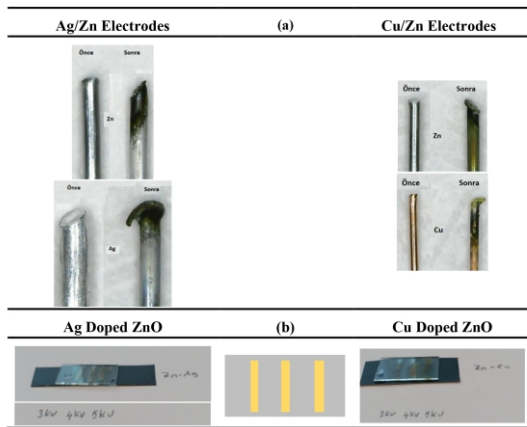 Ag/Zn Electrodes (a) Cu/Zn Electrodes
Önce Sonra
Zn
Önce Sonra
Ag
Önce Sonra
Zn
Önce Sonra
Cu
Ag Doped ZnO (b) Cu Doped ZnO
Zn-Ag
3kV 4kV 5kV
Zn-Cu
3kV 4kV 5kV